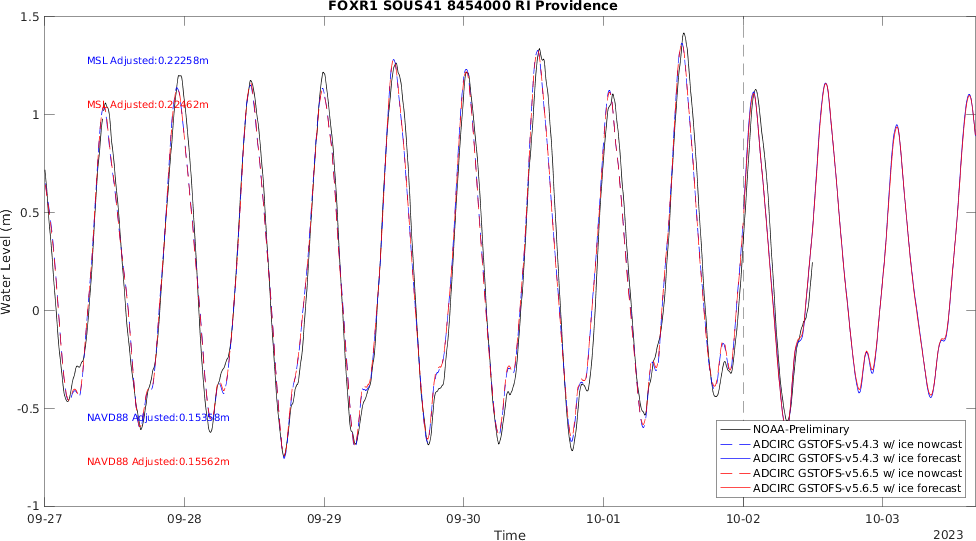 FOXR1 SOUS41 8454000 RI Providence
1.5
MSL Adjusted:0.22258m
MSL Adjusted:0.22462m
1
0.5
Water Level (m)
0
-0.5
NAVD88 Adjusted:0.15358m
NAVD88 Adjusted:0.15562m
NOAA-Preliminary
ADCIRC GSTOFS-v5.4.3 w/ ice nowcast
ADCIRC GSTOFS-v5.4.3 w/ ice forecast
ADCIRC GSTOFS-v5.6.5 w/ ice nowcast
ADCIRC GSTOFS-v5.6.5 w/ ice forecast
-1
09-27 09-28 09-29 09-30 10-01 10-02 10-03
Time
2023